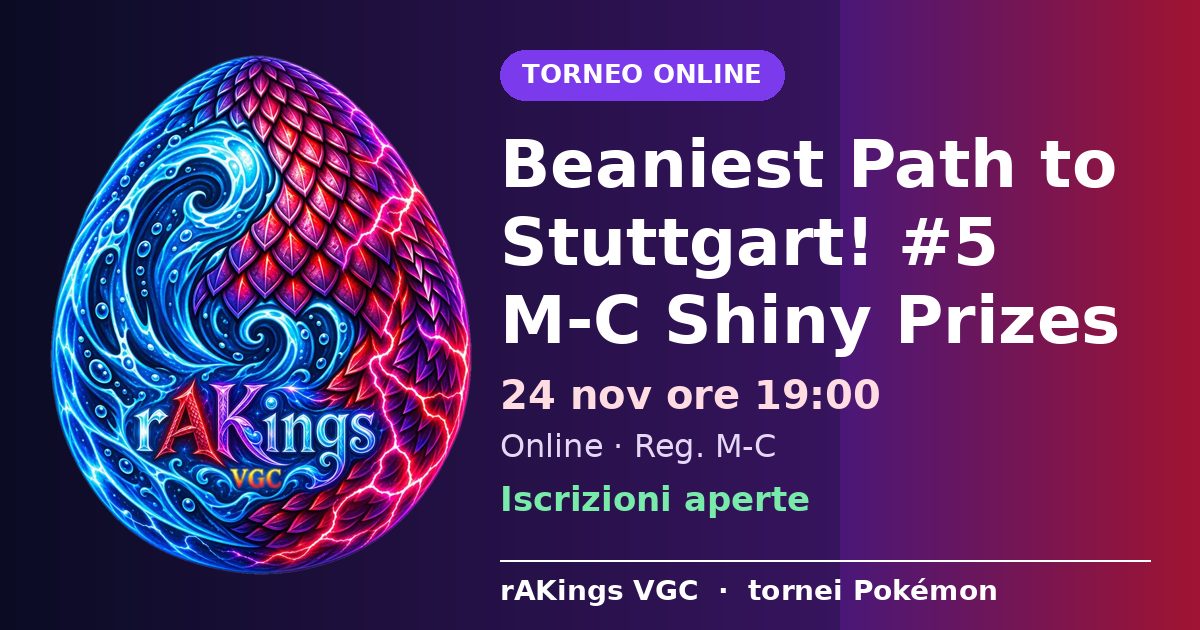 rAKings
VGC
TORNEO ONLINE
Beaniest Path to
Stuttgart! #5
M-C Shiny Prizes
24 nov ore 19:00
Online · Reg. M-C
Iscrizioni aperte
rAKings VGC · tornei Pokémon